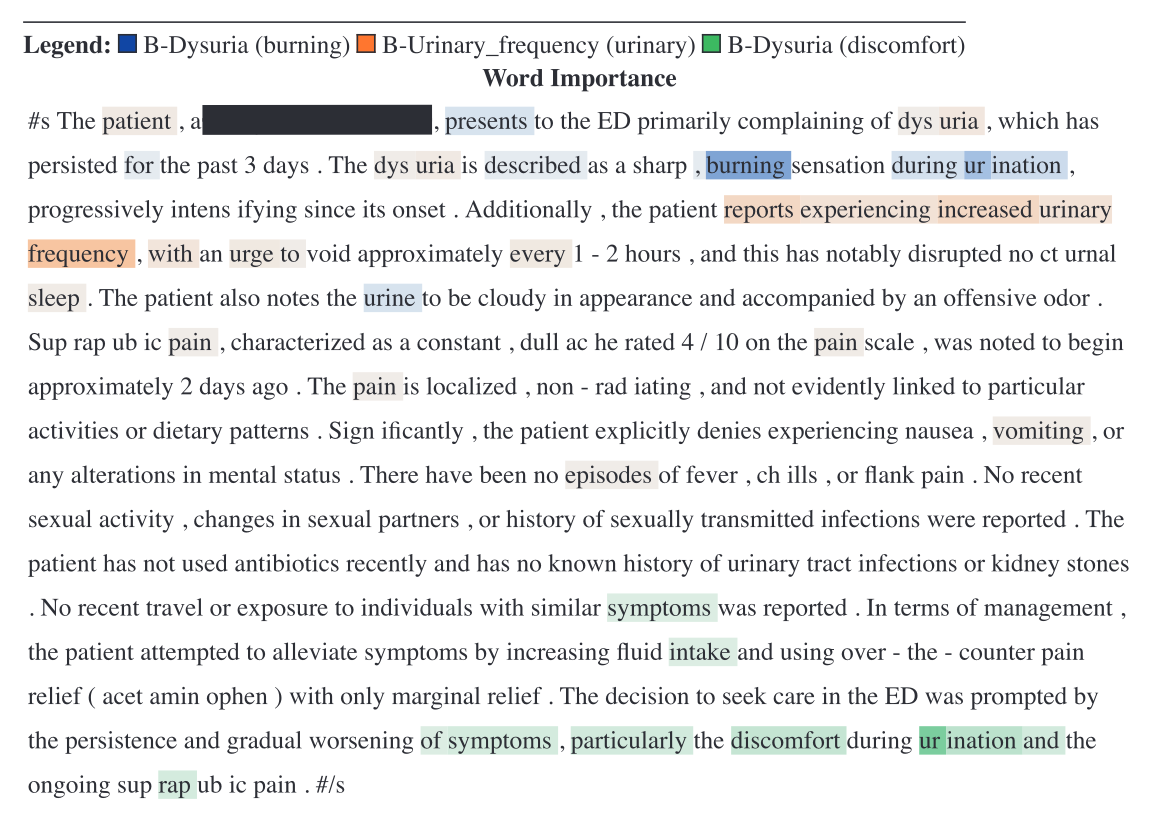 Legend: B-Dysuria (burning) B-Urinary_frequency (urinary) B-Dysuria (discomfort)
Word Importance
#s The patient , a , presents to the ED primarily complaining of dys uria , which has
persisted for the past 3 days . The dys uria is described as a sharp , burning sensation during ur ination ,
progressively intens ifying since its onset . Additionally , the patient reports experiencing increased urinary
frequency , with an urge to void approximately every 1 - 2 hours , and this has notably disrupted no ct urnal
sleep . The patient also notes the urine to be cloudy in appearance and accompanied by an offensive odor .
Sup rap ub ic pain , characterized as a constant , dull ac he rated 4 / 10 on the pain scale , was noted to begin
approximately 2 days ago . The pain is localized , non - rad iating , and not evidently linked to particular
activities or dietary patterns . Sign ificantly , the patient explicitly denies experiencing nausea , vomiting , or
any alterations in mental status . There have been no episodes of fever , ch ills , or flank pain . No recent
sexual activity , changes in sexual partners , or history of sexually transmitted infections were reported . The
patient has not used antibiotics recently and has no known history of urinary tract infections or kidney stones
. No recent travel or exposure to individuals with similar symptoms was reported . In terms of management ,
the patient attempted to alleviate symptoms by increasing fluid intake and using over - the - counter pain
relief ( acet amin ophen ) with only marginal relief . The decision to seek care in the ED was prompted by
the persistence and gradual worsening of symptoms , particularly the discomfort during ur ination and the
ongoing sup rap ub ic pain . #/s